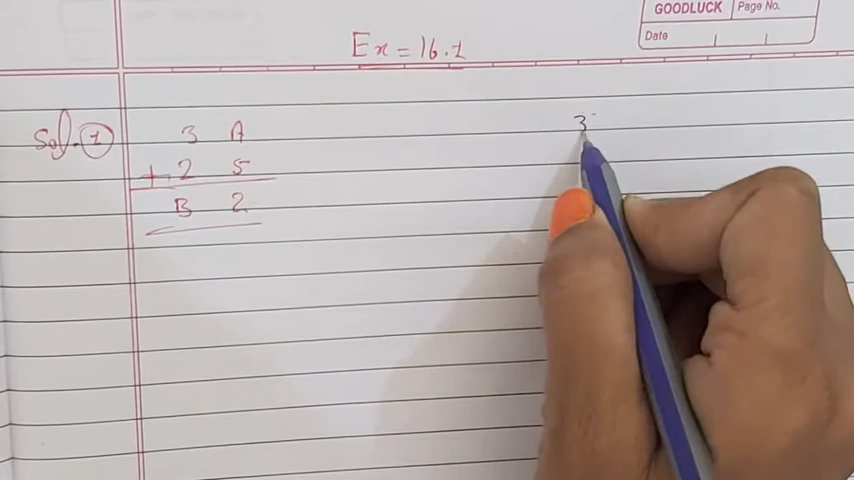 GOODLUCK Page No.
Date
Ex = 16.1
Sol. 1 3 A
+ 2 5
B 2
3